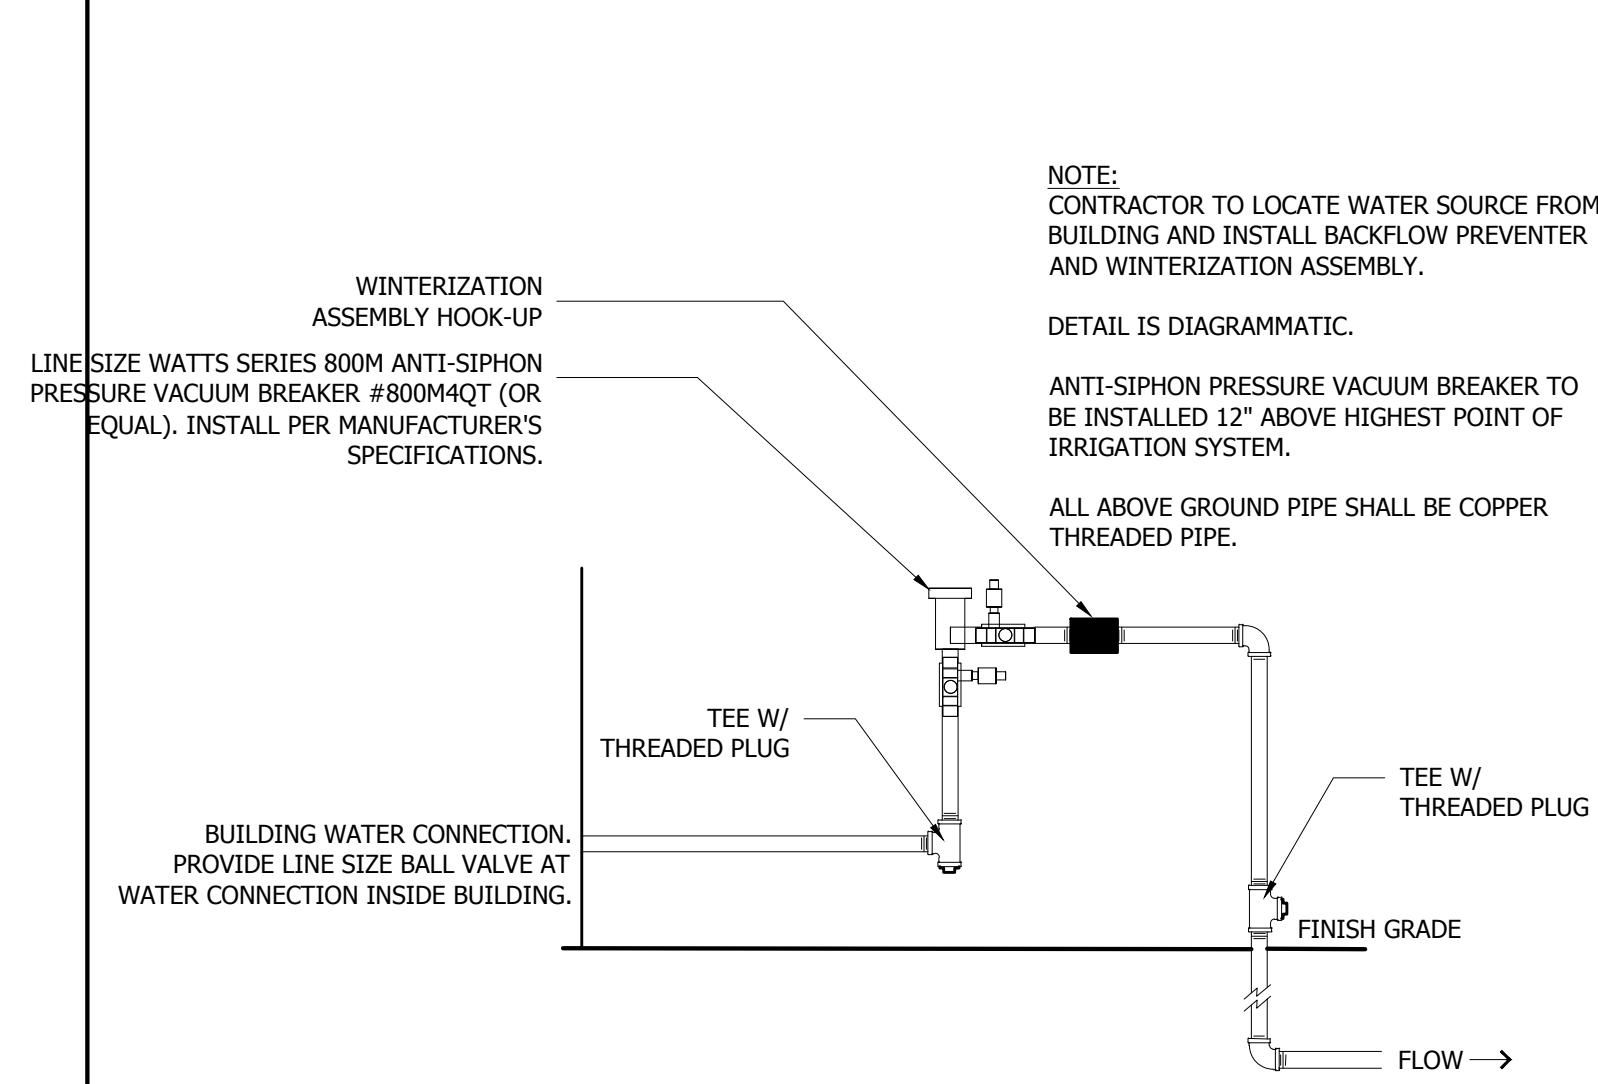 NOTE:
CONTRACTOR TO LOCATE WATER SOURCE FROM
BUILDING AND INSTALL BACKFLOW PREVENTER
AND WINTERIZATION ASSEMBLY.
DETAIL IS DIAGRAMMATIC.
ANTI-SIPHON PRESSURE VACUUM BREAKER TO
BE INSTALLED 12" ABOVE HIGHEST POINT OF
IRRIGATION SYSTEM.
ALL ABOVE GROUND PIPE SHALL BE COPPER
THREADED PIPE.
WINTERIZATION
ASSEMBLY HOOK-UP
LINE SIZE WATTS SERIES 800M ANTI-SIPHON
PRESSURE VACUUM BREAKER #800M4QT (OR
EQUAL). INSTALL PER MANUFACTURER'S
SPECIFICATIONS.
TEE W/
THREADED PLUG
TEE W/
THREADED PLUG
BUILDING WATER CONNECTION.
PROVIDE LINE SIZE BALL VALVE AT
WATER CONNECTION INSIDE BUILDING.
FINISH GRADE
FLOW